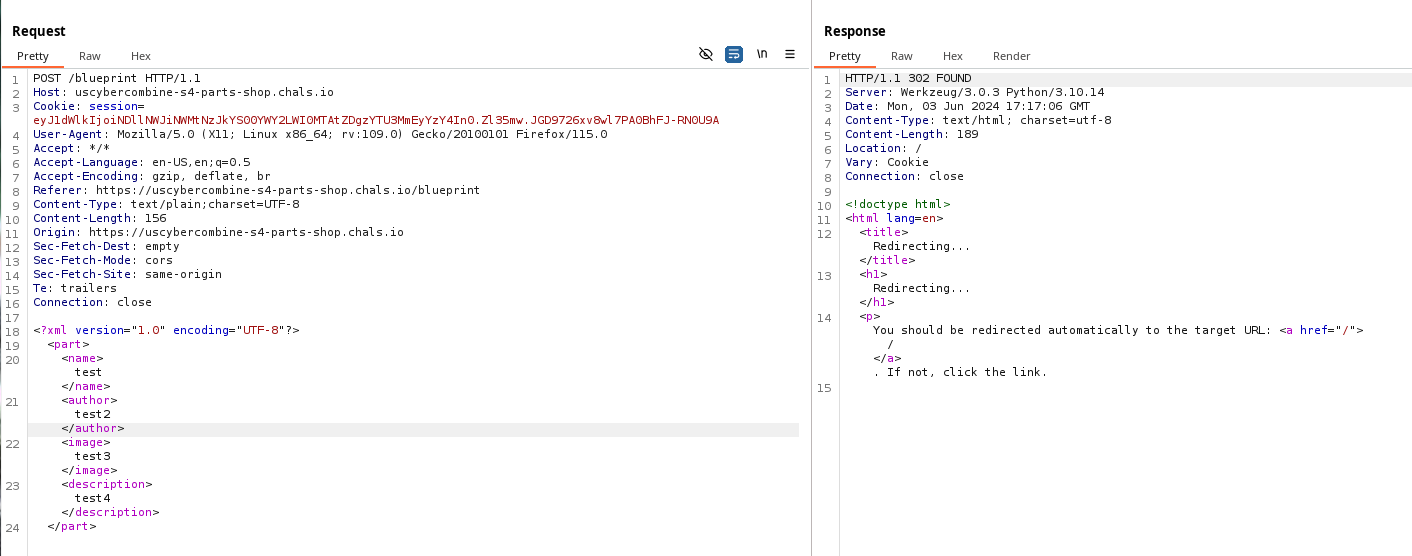 Request
Pretty Raw Hex
\n
1 POST /blueprint HTTP/1.1
2 Host: uscybercombine-s4-parts-shop.chals.io
3 Cookie: session=
eyJ1dWlkIjoiNDllNWJiNWMtNzJkYS00YWY2LWI0MTAtZDgzYTU3MmEyYzY4In0.Zl35mw.JGD9726xv8wl7PA0BhFJ-RN0U9A
4 User-Agent: Mozilla/5.0 (X11; Linux x86_64; rv:109.0) Gecko/20100101 Firefox/115.0
5 Accept: */*
6 Accept-Language: en-US,en;q=0.5
7 Accept-Encoding: gzip, deflate, br
8 Referer: https://uscybercombine-s4-parts-shop.chals.io/blueprint
9 Content-Type: text/plain;charset=UTF-8
10 Content-Length: 156
11 Origin: https://uscybercombine-s4-parts-shop.chals.io
12 Sec-Fetch-Dest: empty
13 Sec-Fetch-Mode: cors
14 Sec-Fetch-Site: same-origin
15 Te: trailers
16 Connection: close
17
18 <?xml version="1.0" encoding="UTF-8"?>
19 <part>
20 <name>
test
</name>
21 <author>
test2
</author>
22 <image>
test3
</image>
23 <description>
test4
</description>
24 </part>
Response
Pretty Raw Hex Render
1 HTTP/1.1 302 FOUND
2 Server: Werkzeug/3.0.3 Python/3.10.14
3 Date: Mon, 03 Jun 2024 17:17:06 GMT
4 Content-Type: text/html; charset=utf-8
5 Content-Length: 189
6 Location: /
7 Vary: Cookie
8 Connection: close
9
10 <!doctype html>
11 <html lang=en>
12 <title>
Redirecting...
</title>
13 <h1>
Redirecting...
</h1>
14 <p>
You should be redirected automatically to the target URL: <a href="/">
/
</a>
. If not, click the link.
15